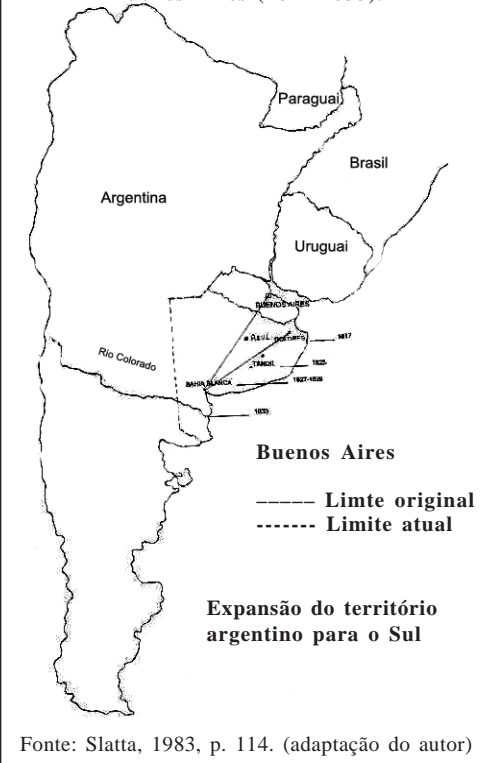 Paraguai
Brasil
Argentina
Uruguai
BUENOS AIRES
AZUL
DOLORES
1817
Rio Colorado
TANDIL
1825
BAHIA BLANCA
1827-1828
1833
Buenos Aires
Limte original
Limite atual
Expansão do território
argentino para o Sul
Fonte: Slatta, 1983, p. 114. (adaptação do autor)